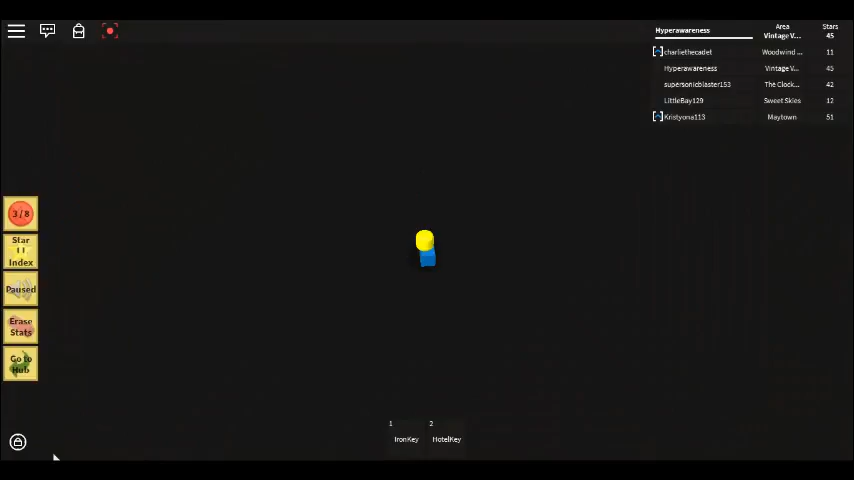 Hyperawareness Area Stars
Vintage V... 45
charliethecadet Woodwind ... 11
Hyperawareness Vintage V... 45
supersonicblaster153 The Clock... 42
LittleBay129 Sweet Skies 12
Kristyona113 Maytown 51
3/8
Star
Index
Paused
Erase
Stats
Go to
Hub
1 2
IronKey HotelKey